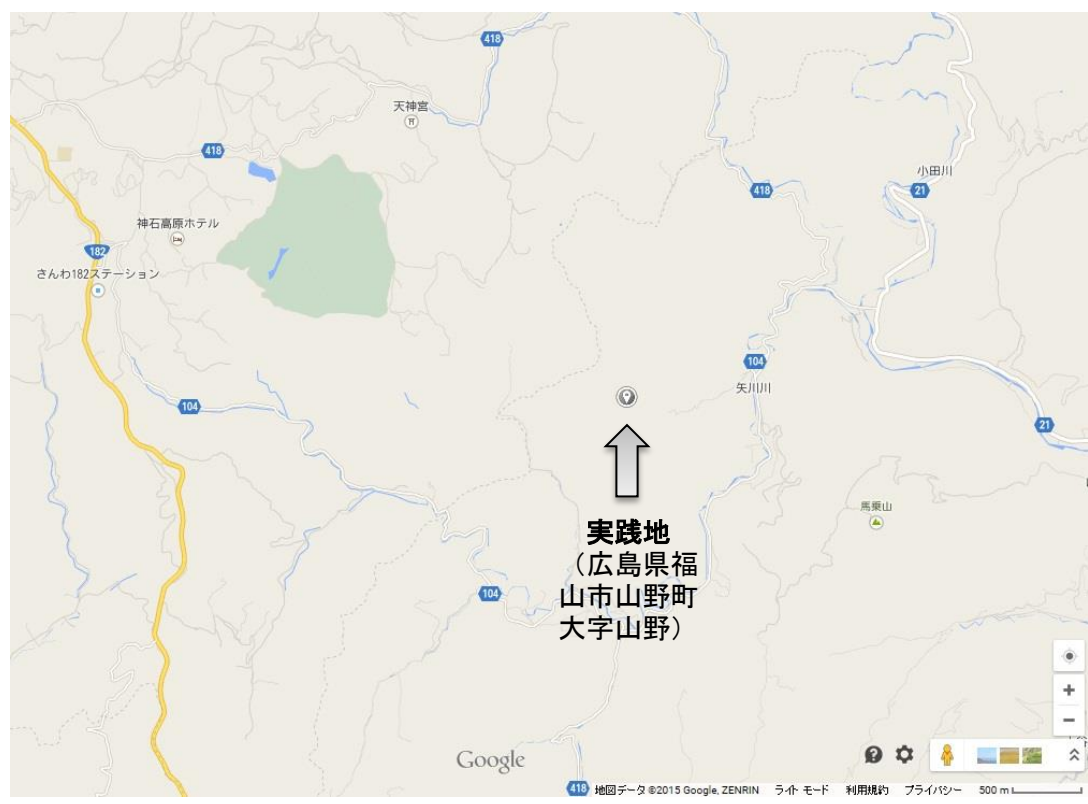 418
天神宮
418
小田川
418
21
神石高原ホテル
182
さんわ182ステーション
104
矢川川
104
21
馬乗山
実践地
（広島県福
山市山野町
大字山野）
104
Google
418
地図データ ©2015 Google, ZENRIN ライト モード 利用規約 プライバシー 500 m